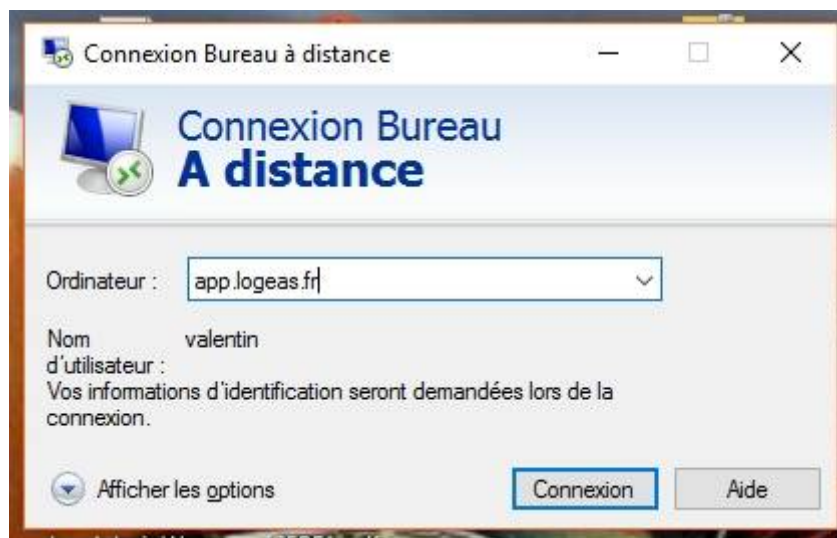 Connexion Bureau à distance
Connexion Bureau
A distance
Ordinateur :
app.logeas.fr
Nom
d'utilisateur :
valentin
Vos informations d'identification seront demandées lors de la
connexion.
Afficher les options
Connexion
Aide